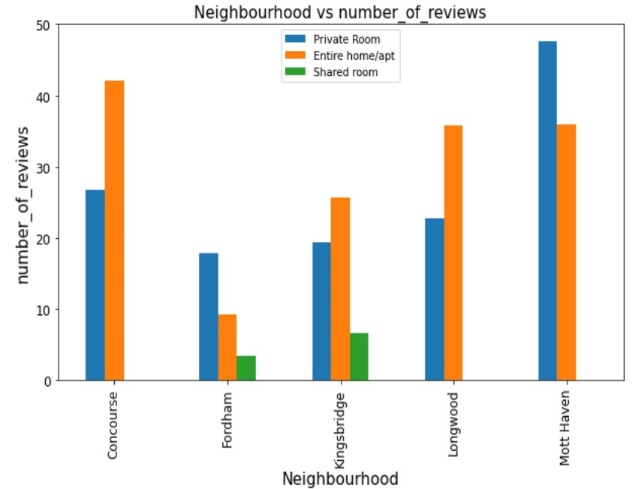 Neighbourhood vs number_of_reviews
Private Room
Entire home/apt
Shared room
number_of_reviews
50
40
30
20
10
0
Concourse
Fordham
Kingsbridge
Longwood
Mott Haven
Neighbourhood